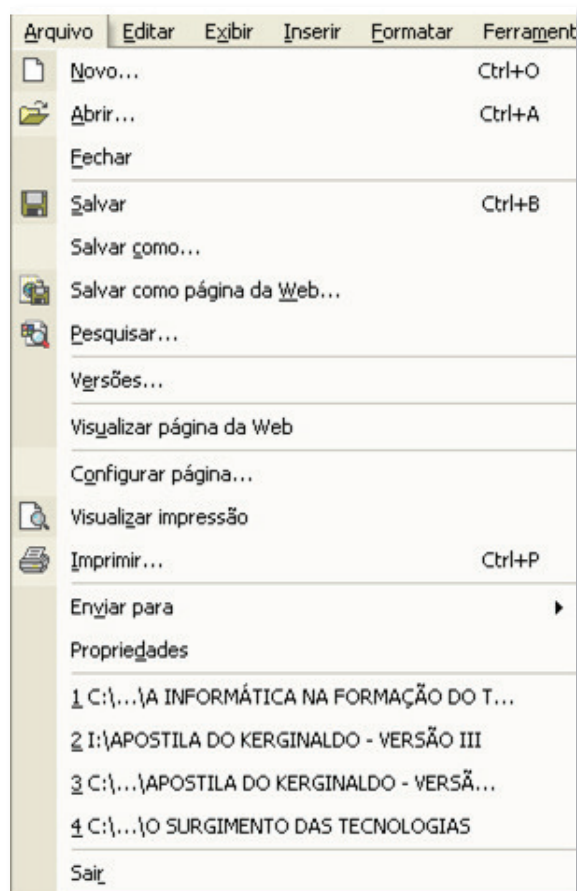 Arquivo Editar Exibir Inserir Formatar Ferrament
Novo... Ctrl+O
Abrir... Ctrl+A
Fechar
Salvar Ctrl+B
Salvar como...
Salvar como página da Web...
Pesquisar...
Versões...
Visualizar página da Web
Configurar página...
Visualizar impressão
Imprimir... Ctrl+P
Enviar para
Propriedades
1 C:\...\A INFORMÁTICA NA FORMAÇÃO DO T...
2 I:\APOSTILA DO KERGINALDO - VERSÃO III
3 C:\...\APOSTILA DO KERGINALDO - VERSÃ...
4 C:\...\O SURGIMENTO DAS TECNOLOGIAS
Sair